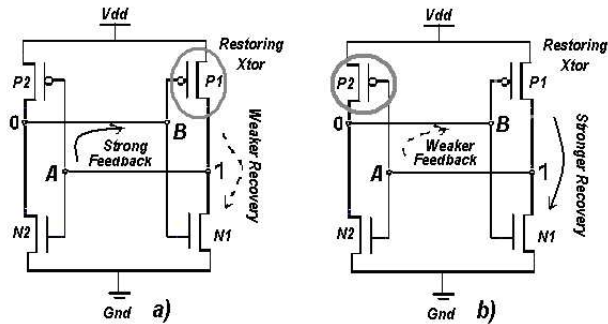 Vdd
P2
P1
Restoring
Xtor
0
B
Strong
Feedback
Weaker Recovery
A
1
N2
N1
Gnd
a)
Vdd
P2
P1
Restoring
Xtor
0
B
Weaker
Feedback
Stronger Recovery
A
1
N2
N1
Gnd
b)